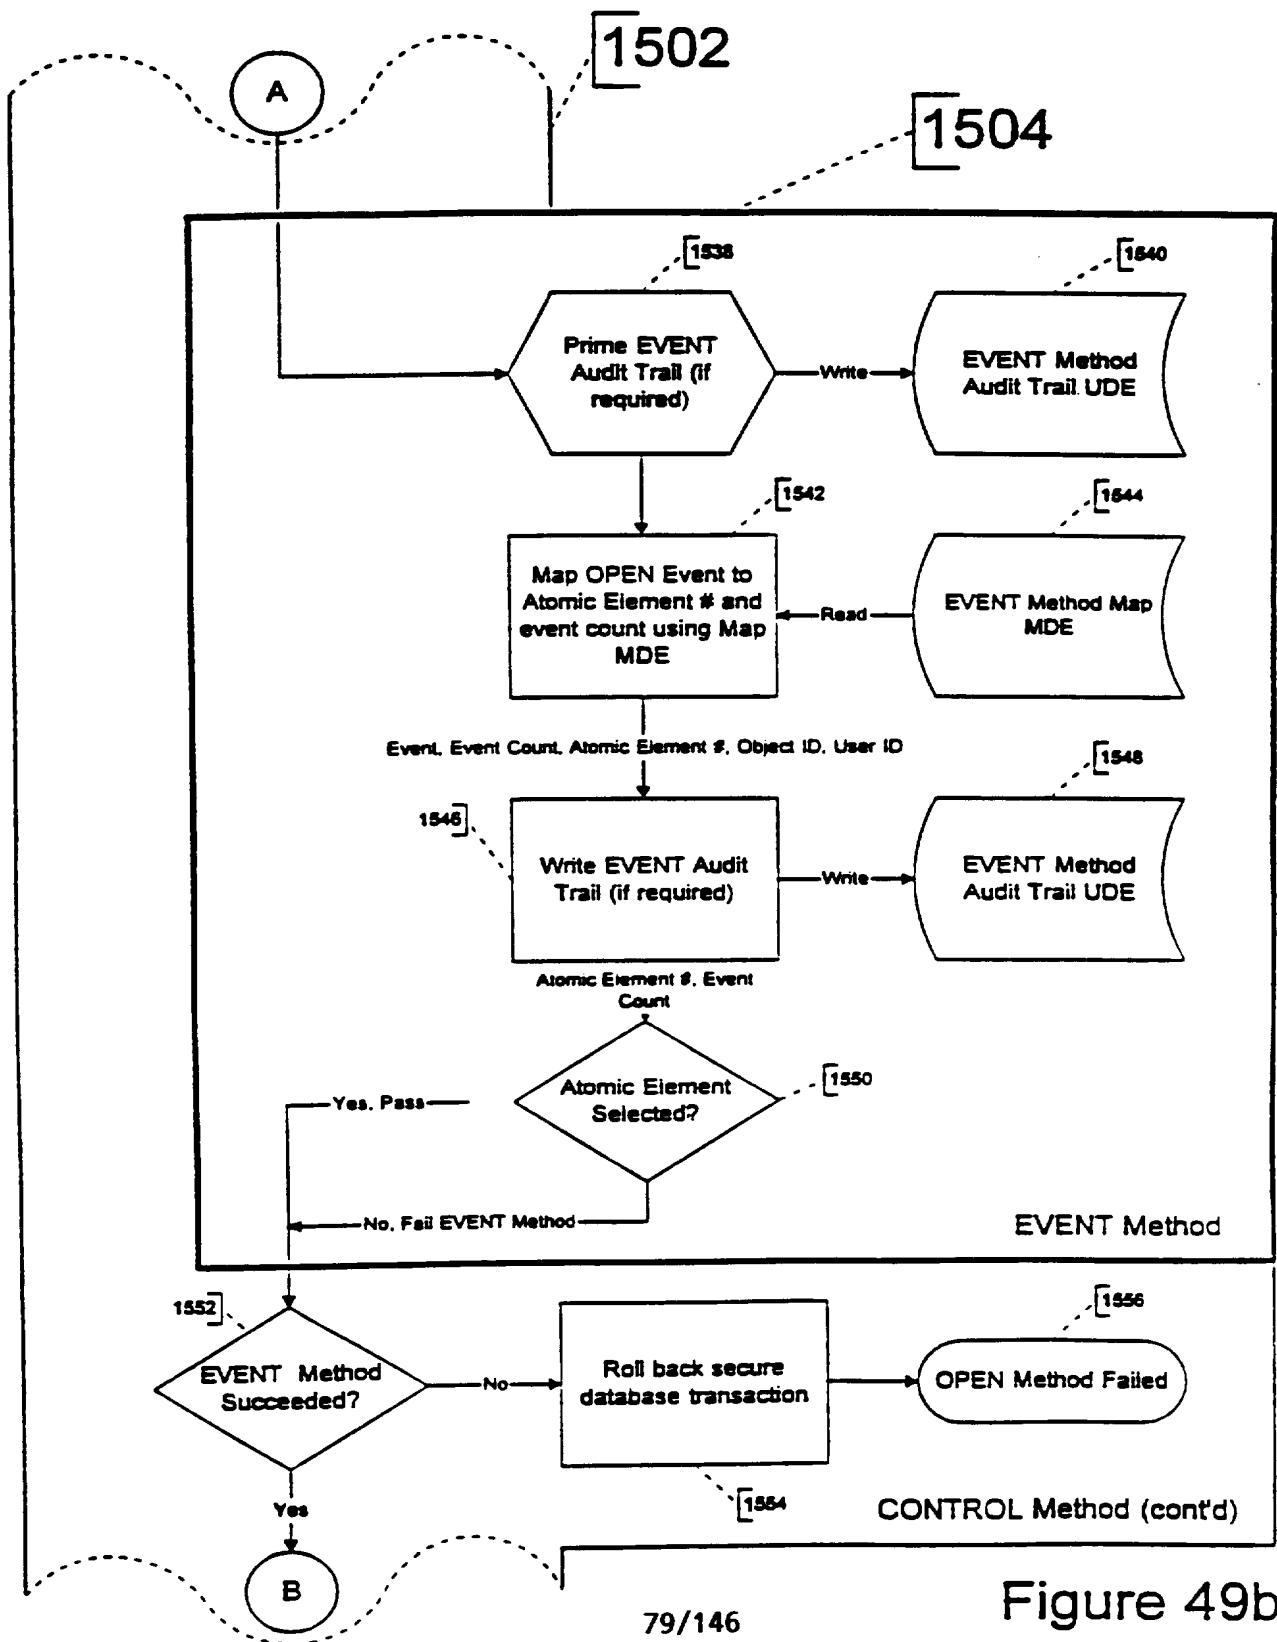 1502
A
1504
1538
1540
Prime EVENT
Audit Trail (if
required)
Write
EVENT Method
Audit Trail UDE
1542
1544
Map OPEN Event to
Atomic Element # and
event count using Map
MDE
Read
EVENT Method Map
MDE
Event, Event Count, Atomic Element #, Object ID, User ID
1548
1546
Write EVENT Audit
Trail (if required)
Write
EVENT Method
Audit Trail UDE
Atomic Element #, Event
Count
1550
Atomic Element
Selected?
Yes, Pass
No, Fail EVENT Method
EVENT Method
1552
1556
EVENT Method
Succeeded?
No
Roll back secure
database transaction
OPEN Method Failed
1554
Yes
CONTROL Method (cont'd)
B
Figure 49b
79/146